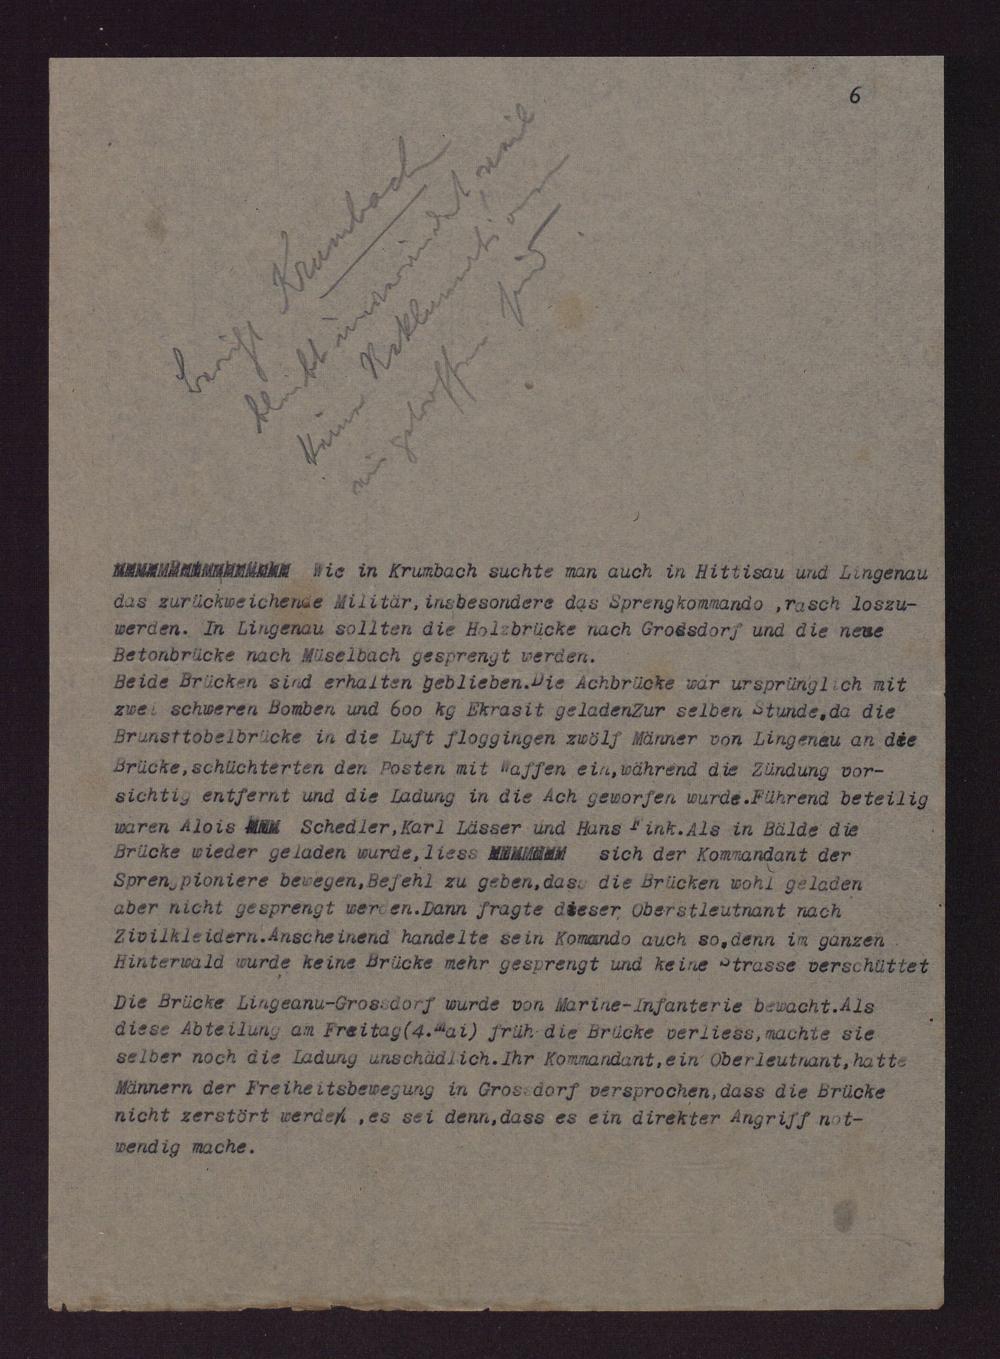 6
Bericht Krumbach
bleibt unverändert, weil
keine Reklamationen
eingetroffen sind.
Wie in Krumbach suchte man auch in Hittisau und Lingenau
das zurückweichende Militär,insbesondere das Sprengkommando ,rasch loszu-
werden. In Lingenau sollten die Holzbrücke nach Grossdorf und die neue
Betonbrücke nach Müselbach gesprengt werden.
Beide Brücken sind erhalten geblieben.Die Achbrücke war ursprünglich mit
zwei schweren Bomben und 600 kg Ekrasit geladenZur selben Stunde,da die
Brunsttobelbrücke in die Luft floggingen zwölf Männer von Lingenau an die
Brücke,schüchterten den Posten mit Waffen ein,während die Zündung vor-
sichtig entfernt und die Ladung in die Ach geworfen wurde.Führend beteilig
waren Alois Schedler,Karl Lässer und Hans Fink.Als in Bälde die
Brücke wieder geladen wurde,liess sich der Kommandant der
Sprengpioniere bewegen,Befehl zu geben,dass die Brücken wohl geladen
aber nicht gesprengt werden.Dann fragte dieser Oberstleutnant nach
Zivilkleidern.Anscheinend handelte sein Komando auch so,denn im ganzen
Hinterwald wurde keine Brücke mehr gesprengt und keine Strasse verschüttet
Die Brücke Lingeanu-Grossdorf wurde von Marine-Infanterie bewacht.Als
diese Abteilung am Freitag(4.Mai) früh die Brücke verliess,machte sie
selber noch die Ladung unschädlich.Ihr Kommandant,ein Oberleutnant,hatte
Männern der Freiheitsbewegung in Grossdorf versprochen,dass die Brücke
nicht zerstört werde ,es sei denn,dass es ein direkter Angriff not-
wendig mache.